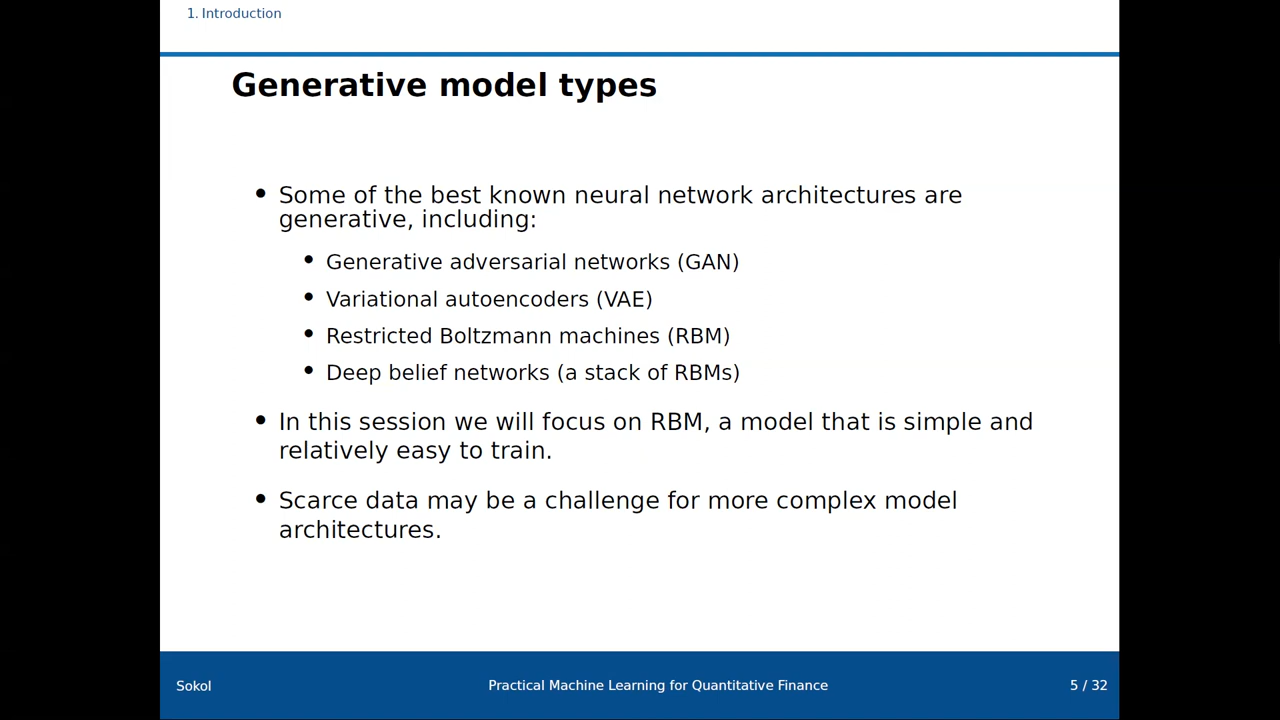 1. Introduction
Generative model types
• Some of the best known neural network architectures are
generative, including:
• Generative adversarial networks (GAN)
• Variational autoencoders (VAE)
• Restricted Boltzmann machines (RBM)
• Deep belief networks (a stack of RBMs)
• In this session we will focus on RBM, a model that is simple and
relatively easy to train.
• Scarce data may be a challenge for more complex model
architectures.
Sokol Practical Machine Learning for Quantitative Finance 5 / 32